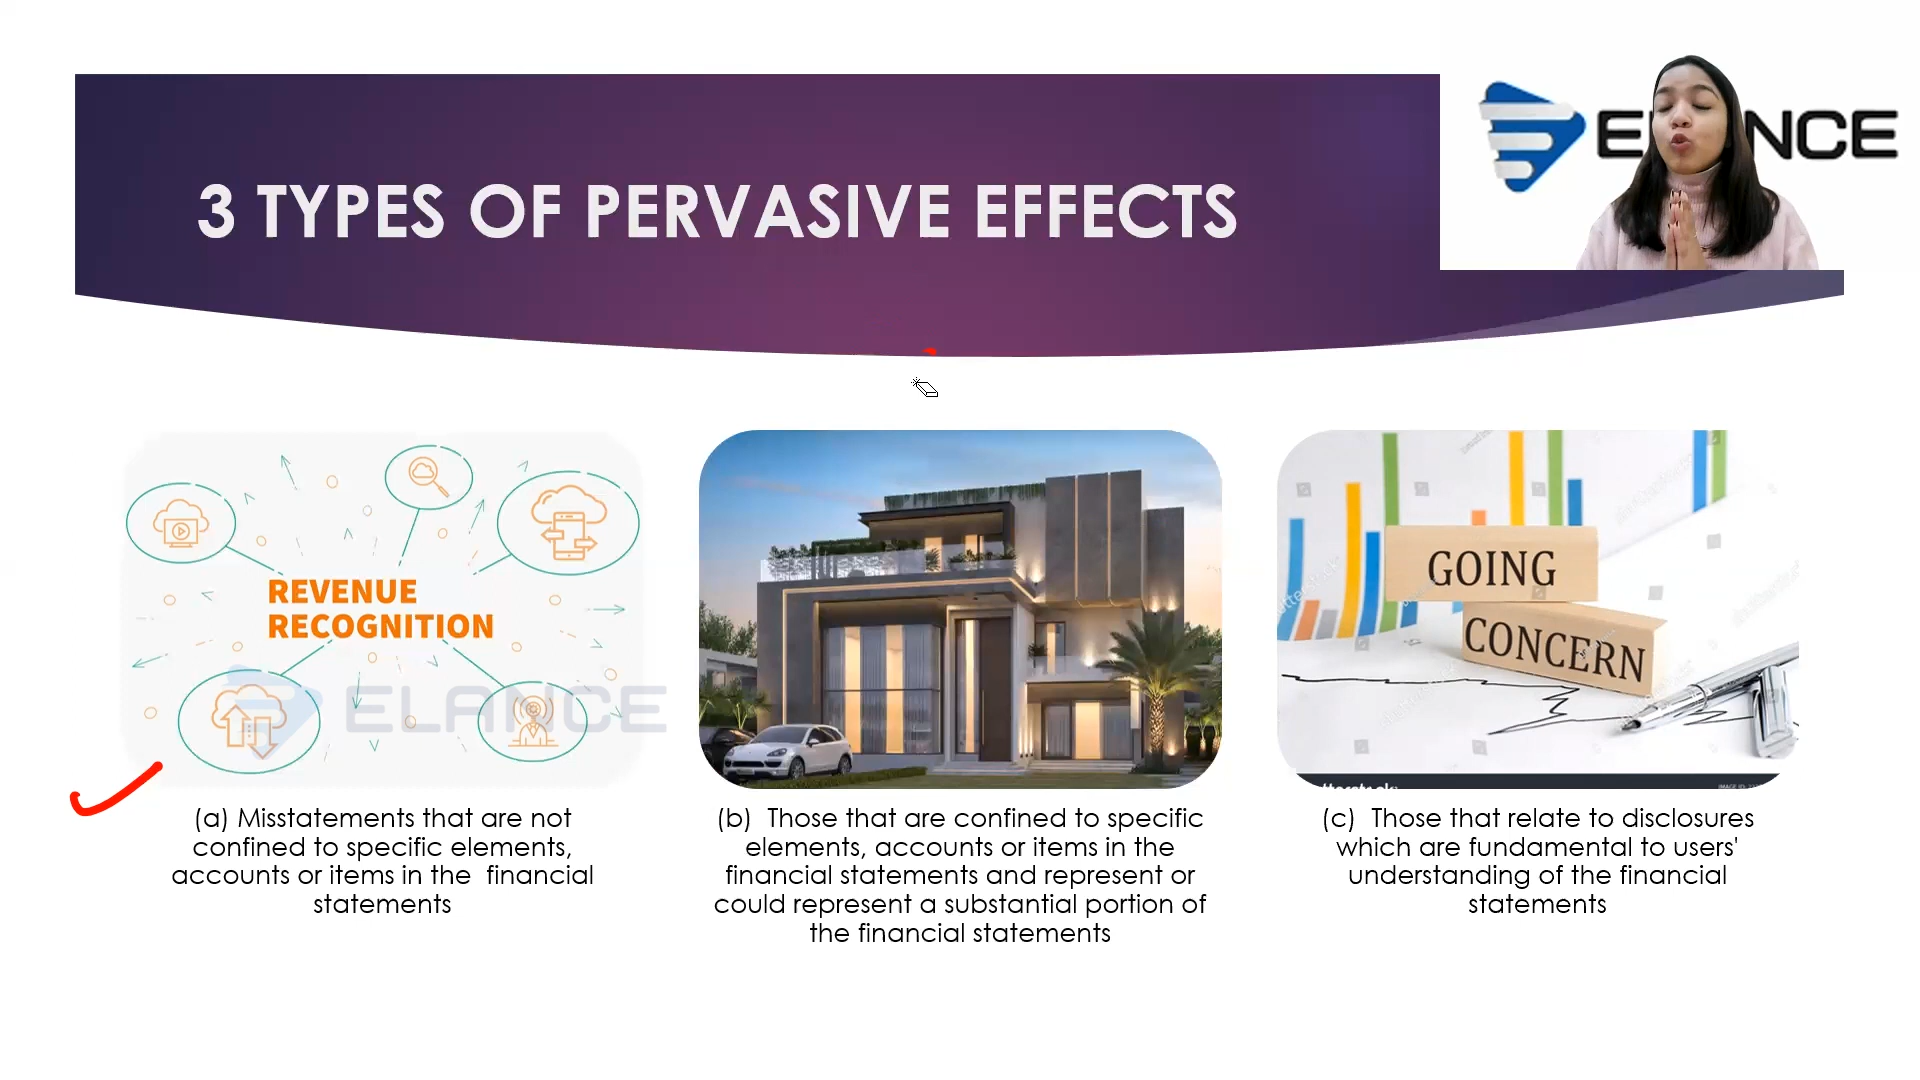 3 TYPES OF PERVASIVE EFFECTS
ELANCE
REVENUE
RECOGNITION
ELANCE
GOING
CONCERN
(a) Misstatements that are not
confined to specific elements,
accounts or items in the financial
statements
(b) Those that are confined to specific
elements, accounts or items in the
financial statements and represent or
could represent a substantial portion of
the financial statements
(c) Those that relate to disclosures
which are fundamental to users'
understanding of the financial
statements